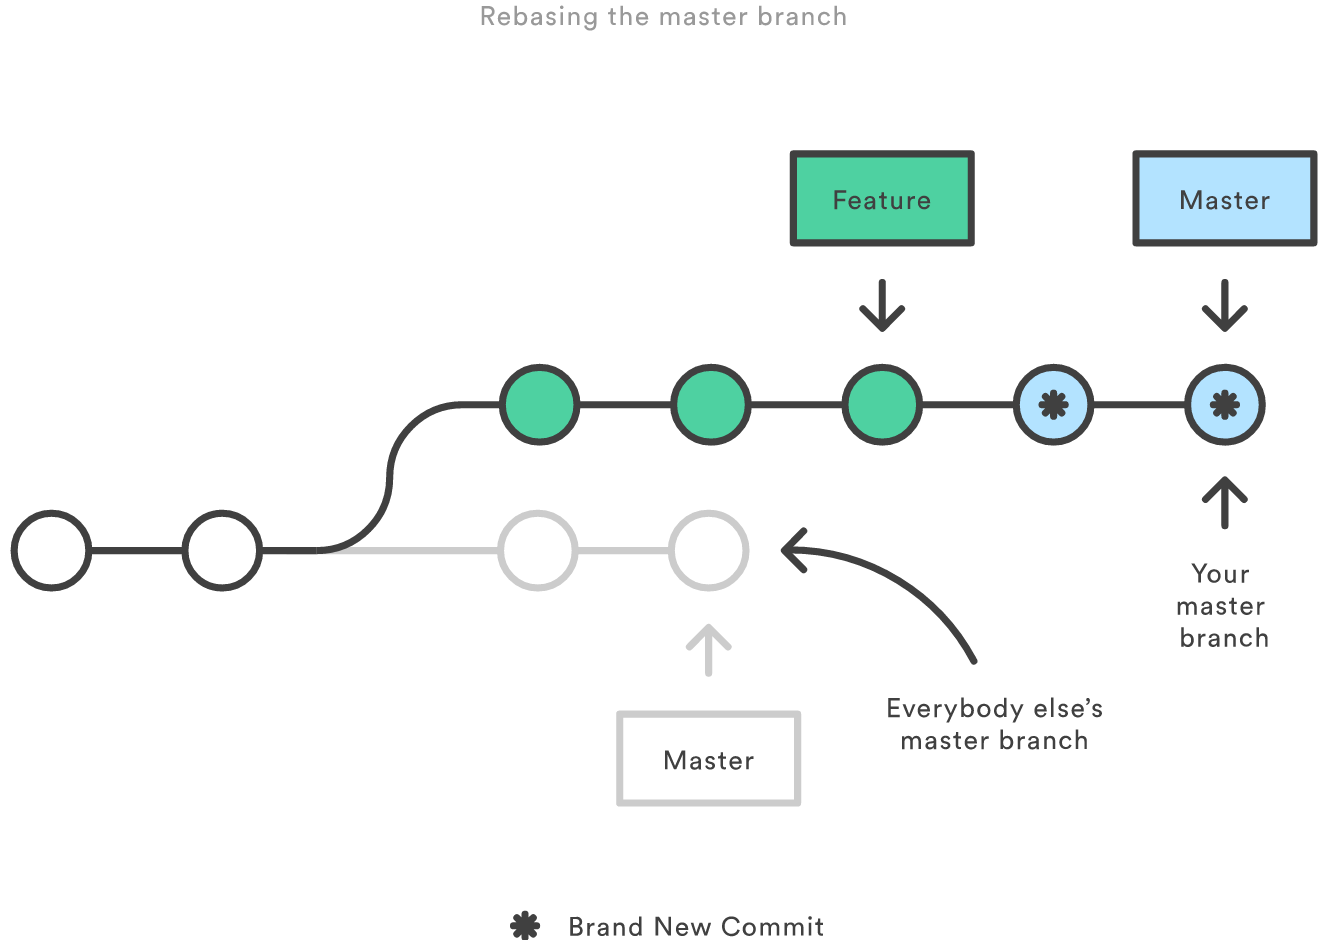 Rebasing the master branch
Feature
Master
Your
master
branch
Everybody else’s
master branch
Master
Brand New Commit